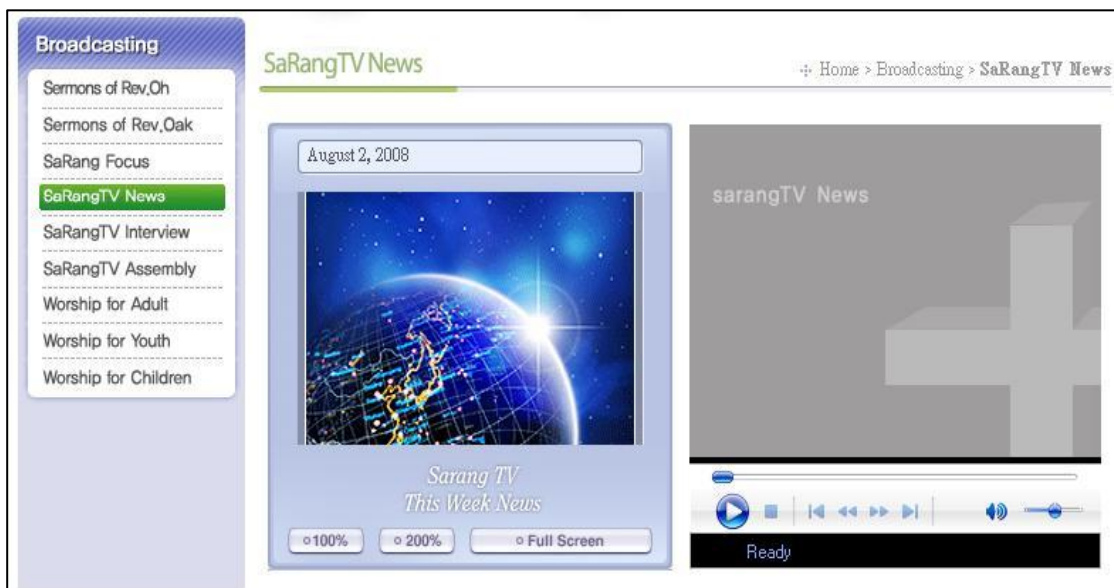 Broadcasting
Sermons of Rev.Oh
Sermons of Rev.Oak
SaRang Focus
SaRangTV News
SaRangTV Interview
SaRangTV Assembly
Worship for Adult
Worship for Youth
Worship for Children
SaRangTV News
Home > Broadcasting > SaRangTV News
August 2, 2008
Sarang TV
This Week News
100%
200%
Full Screen
sarangTV News
Ready